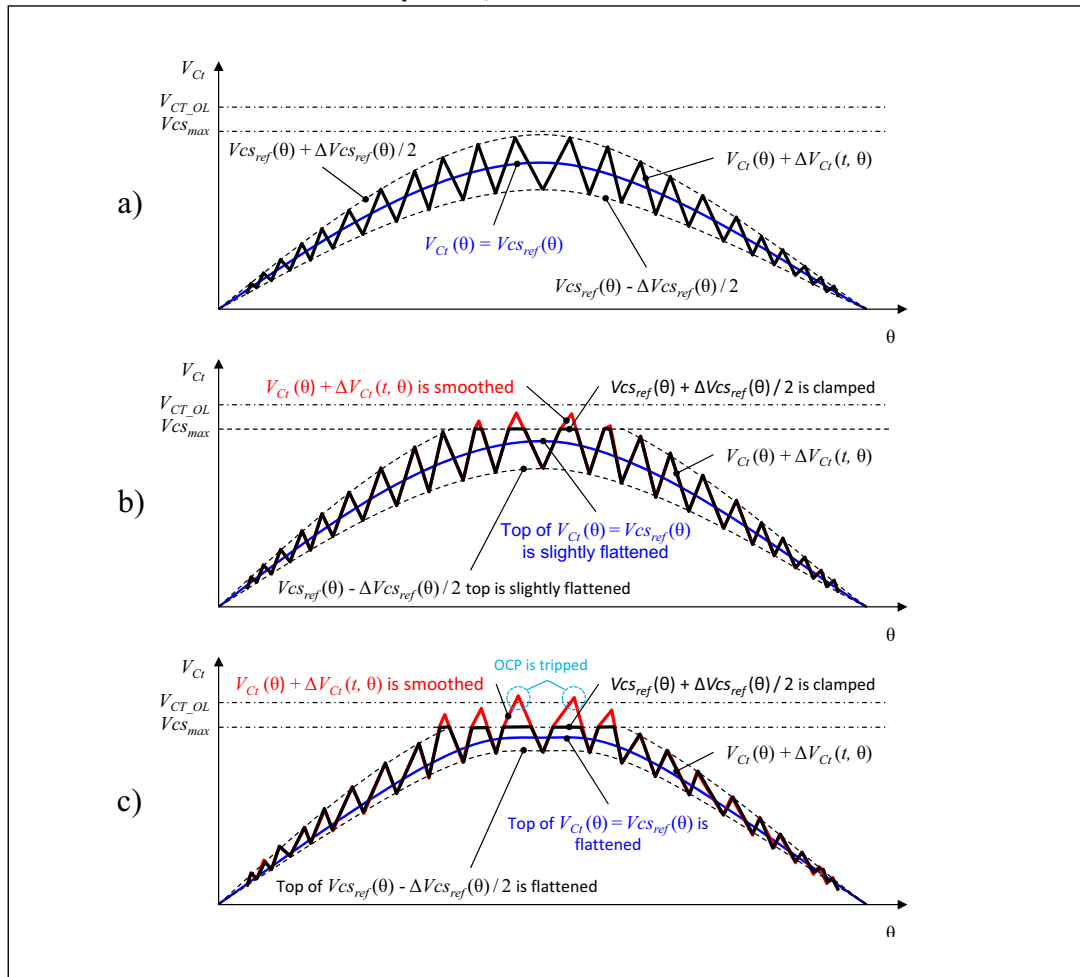 a)
V_Ct
V_CT_OL
Vcs_max
Vcs_ref(θ) + ΔVcs_ref(θ)/2
V_Ct(θ) + ΔV_Ct(t, θ)
V_Ct(θ) = Vcs_ref(θ)
Vcs_ref(θ) - ΔVcs_ref(θ)/2
θ
b)
V_Ct
V_Ct(θ) + ΔV_Ct(t, θ) is smoothed
Vcs_ref(θ) + ΔVcs_ref(θ)/2 is clamped
V_CT_OL
Vcs_max
V_Ct(θ) + ΔV_Ct(t, θ)
Top of V_Ct(θ) = Vcs_ref(θ)
is slightly flattened
Vcs_ref(θ) - ΔVcs_ref(θ)/2 top is slightly flattened
θ
c)
V_Ct
OCP is tripped
V_Ct(θ) + ΔV_Ct(t, θ) is smoothed
Vcs_ref(θ) + ΔVcs_ref(θ)/2 is clamped
V_CT_OL
Vcs_max
V_Ct(θ) + ΔV_Ct(t, θ)
Top of V_Ct(θ) = Vcs_ref(θ) is
flattened
Top of Vcs_ref(θ) - ΔVcs_ref(θ)/2 is flattened
θ